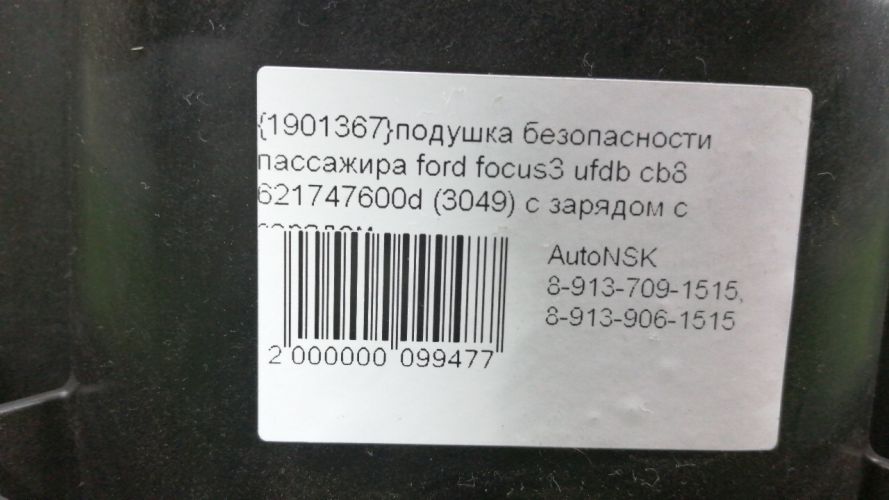 {1901367}подушка безопасности
пассажира ford focus3 ufdb cb8
621747600d (3049) с зарядом с
зарядом
AutoNSK
8-913-709-1515,
8-913-906-1515
2 000000 099477